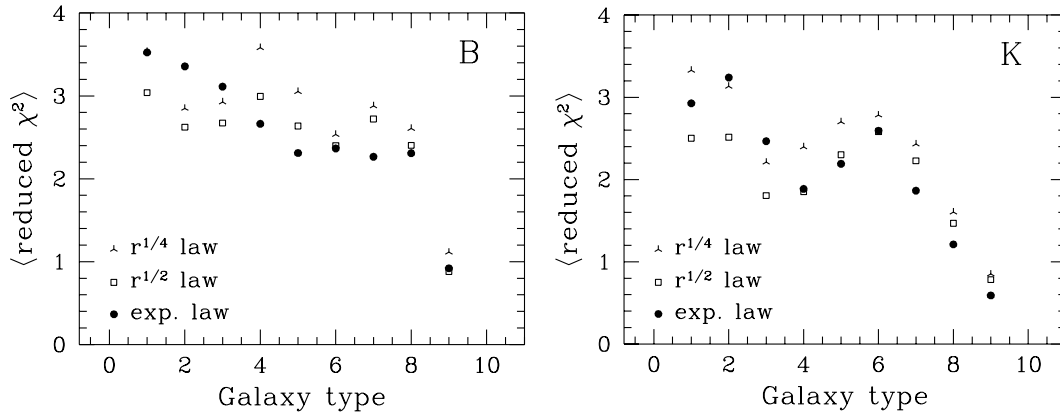 B
⟨reduced χ²⟩
4
3
2
1
0
r^{1/4} law
r^{1/2} law
exp. law
0 2 4 6 8 10
Galaxy type
K
⟨reduced χ²⟩
4
3
2
1
0
r^{1/4} law
r^{1/2} law
exp. law
0 2 4 6 8 10
Galaxy type